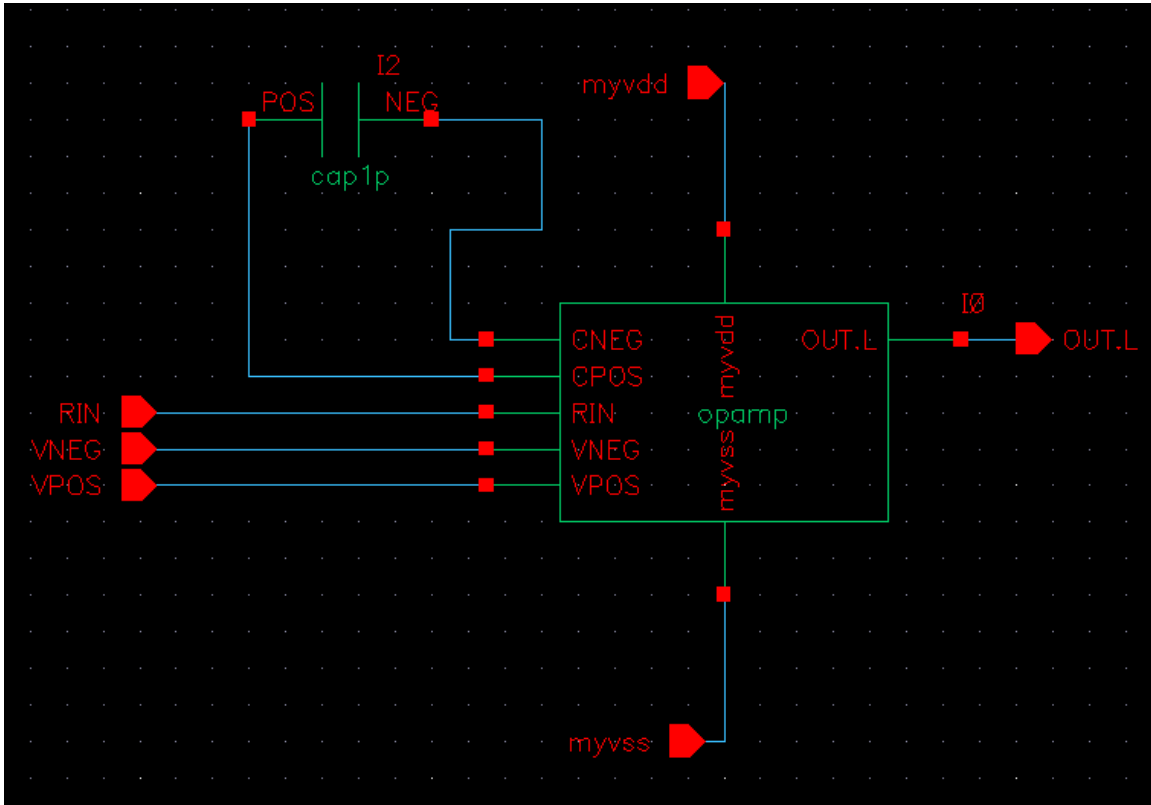 I2
myvdd
POS
NEG
cap1p
I0
CNEG
myvdd
OUT.L
OUT.L
CPOS
RIN
RIN
opamp
VNEG
VNEG
myvss
VPOS
VPOS
myvss